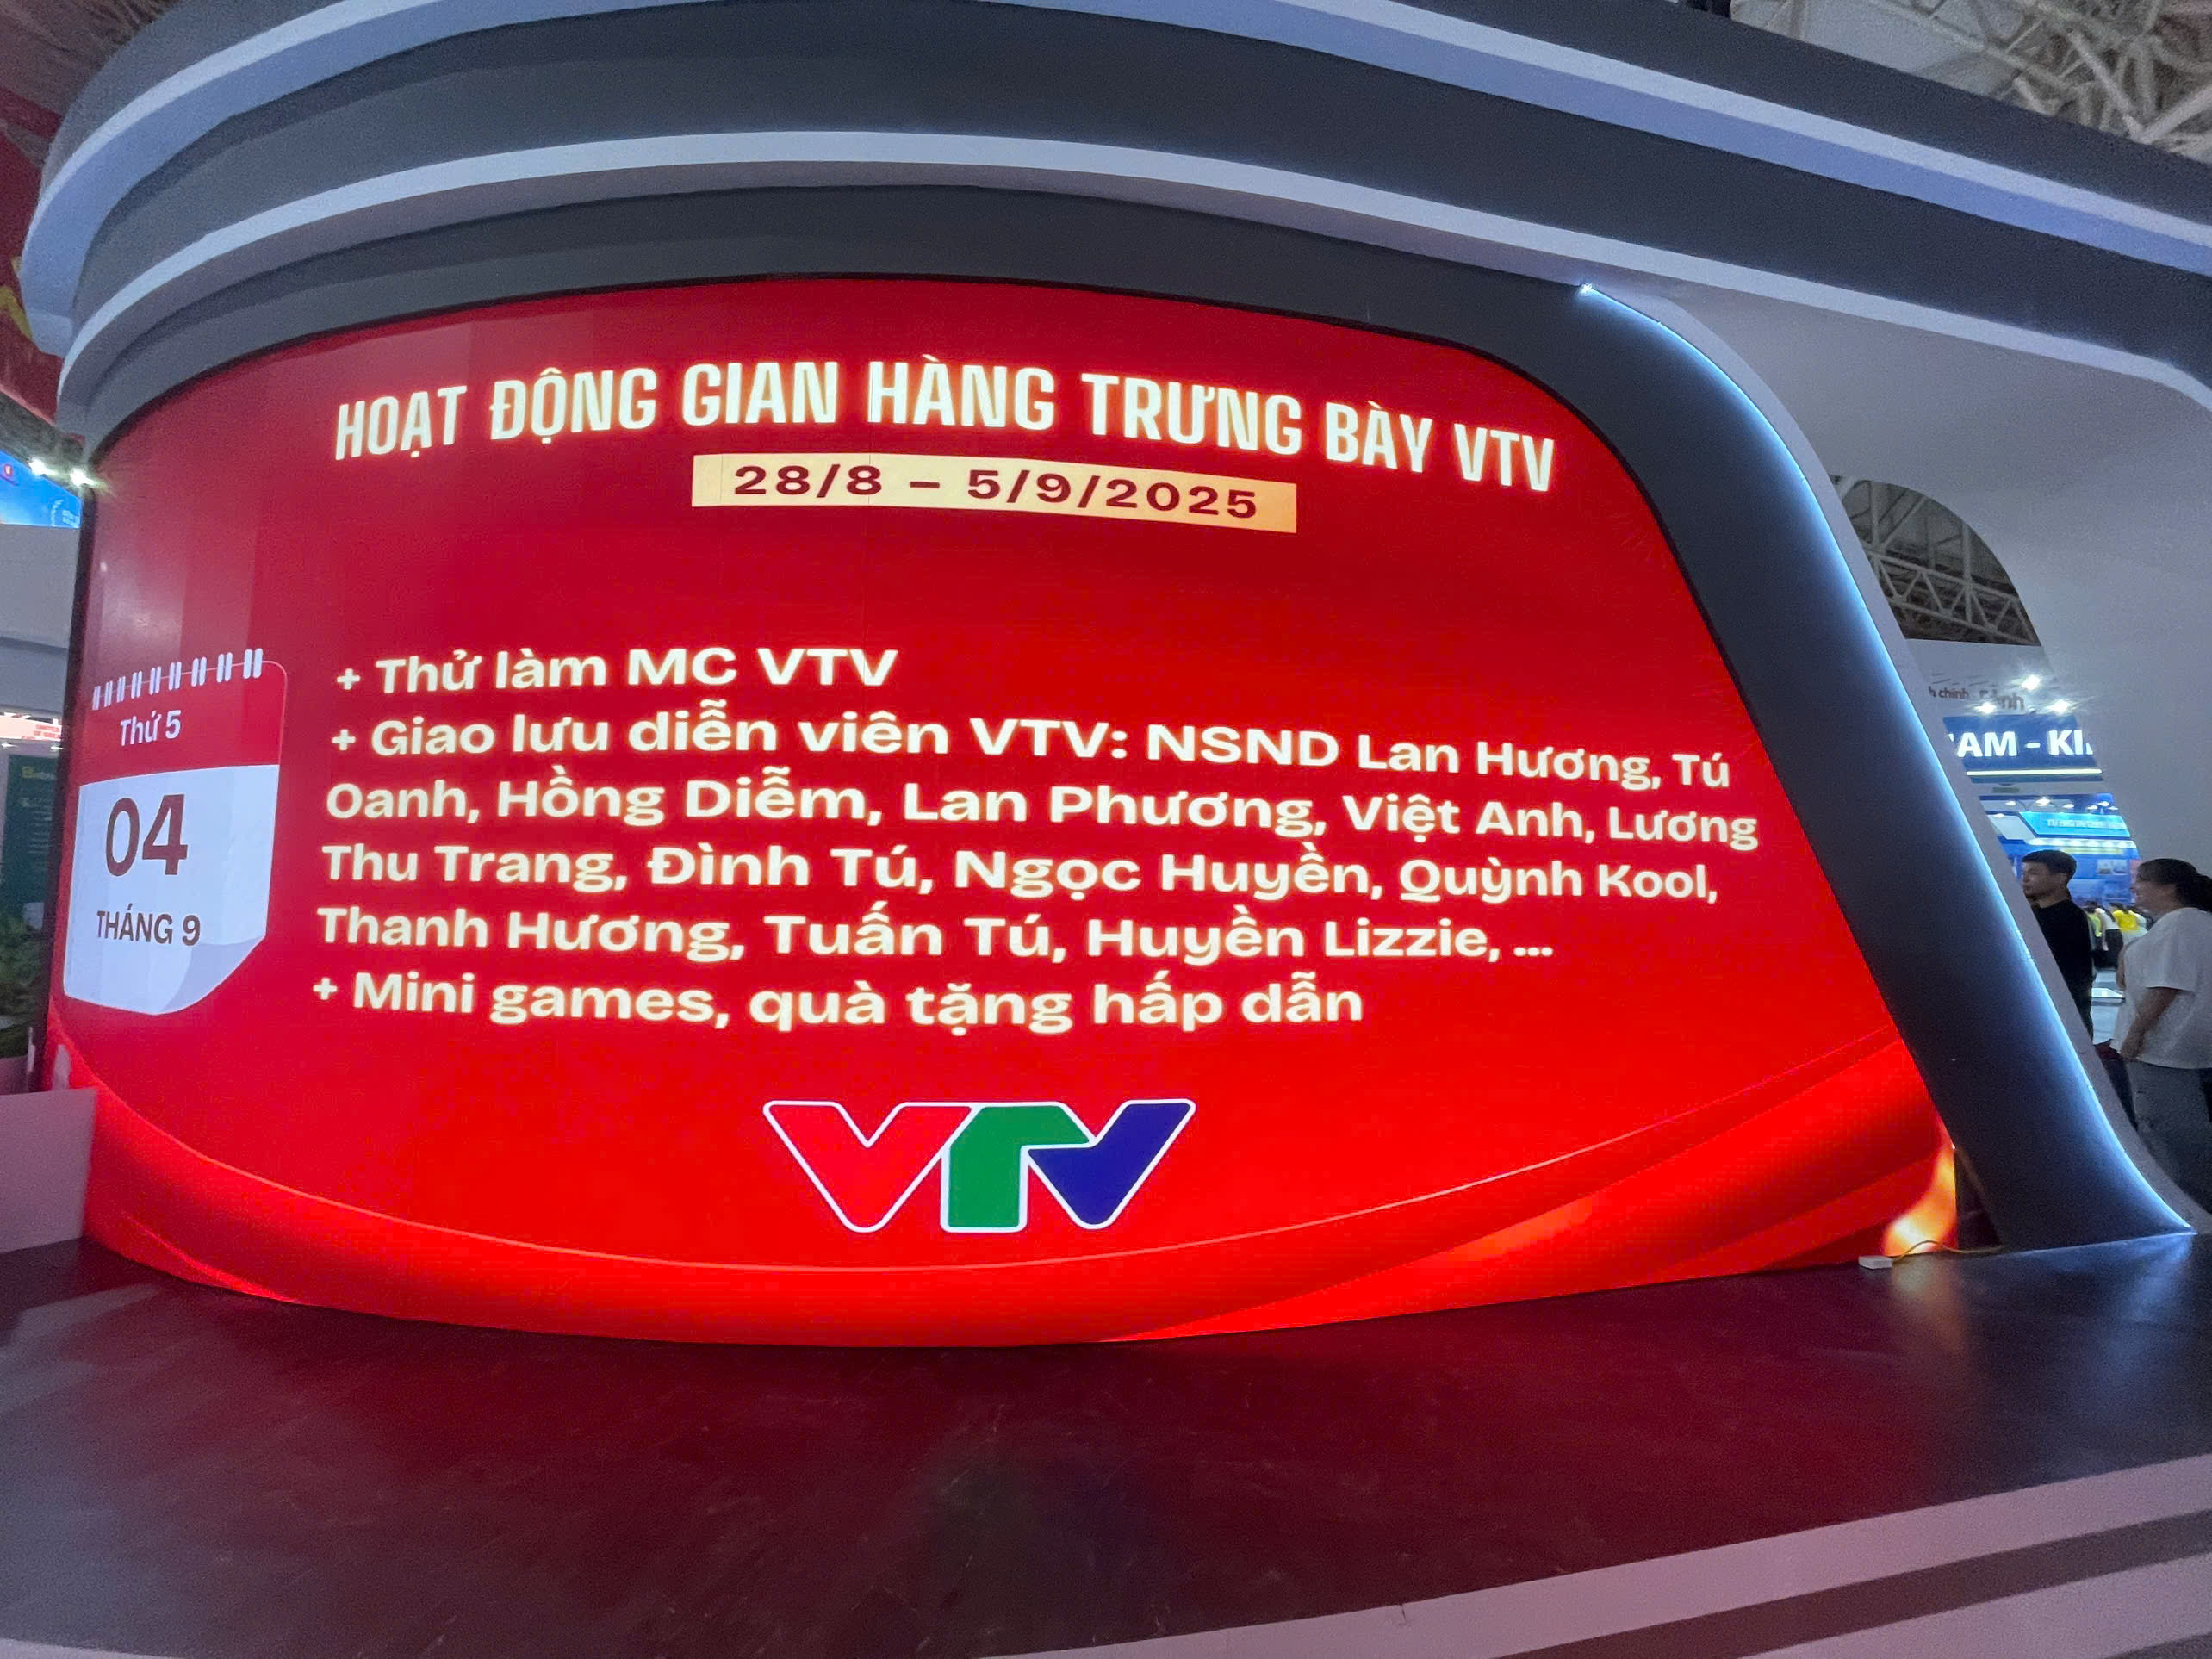 HOẠT ĐỘNG GIAN HÀNG TRƯNG BÀY VTV
28/8 – 5/9/2025
Thứ 5
04
THÁNG 9
+ Thử làm MC VTV
+ Giao lưu diễn viên VTV: NSND Lan Hương, Tú
Oanh, Hồng Diễm, Lan Phương, Việt Anh, Lương
Thu Trang, Đình Tú, Ngọc Huyền, Quỳnh Kool,
Thanh Hương, Tuấn Tú, Huyền Lizzie, ...
+ Mini games, quà tặng hấp dẫn
VTV
AM - KI